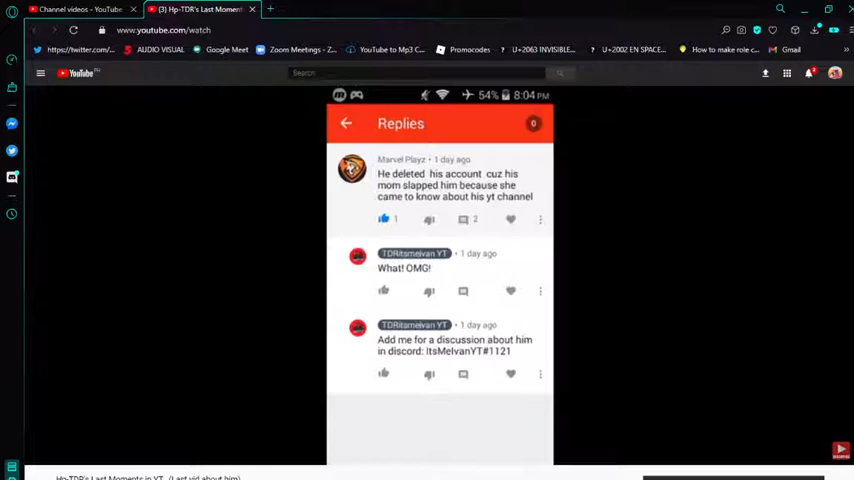 Channel videos - YouTube
(3) Hp-TDR's Last Moment
www.youtube.com/watch
https://twitter.com/...
AUDIO VISUAL
Google Meet
Zoom Meetings - Z...
YouTube to Mp3 C...
Promocodes
U+2063 INVISIBLE...
U+2002 EN SPACE...
How to make role c...
Gmail
YouTube
Search
54% 8:04 PM
Replies
0
Marvel Playz • 1 day ago
He deleted his account cuz his
mom slapped him because she
came to know about his yt channel
1 2
TDRitsmeivan YT • 1 day ago
What! OMG!
TDRitsmeivan YT • 1 day ago
Add me for a discussion about him
in discord: ItsMeIvanYT#1121
Hp-TDR's Last Moments in YT. (Last vid about him)